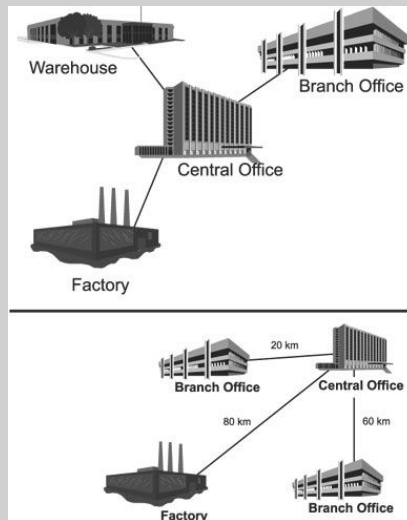 Warehouse
Branch Office
Central Office
Factory
20 km
Branch Office
Central Office
80 km
60 km
Factory
Branch Office